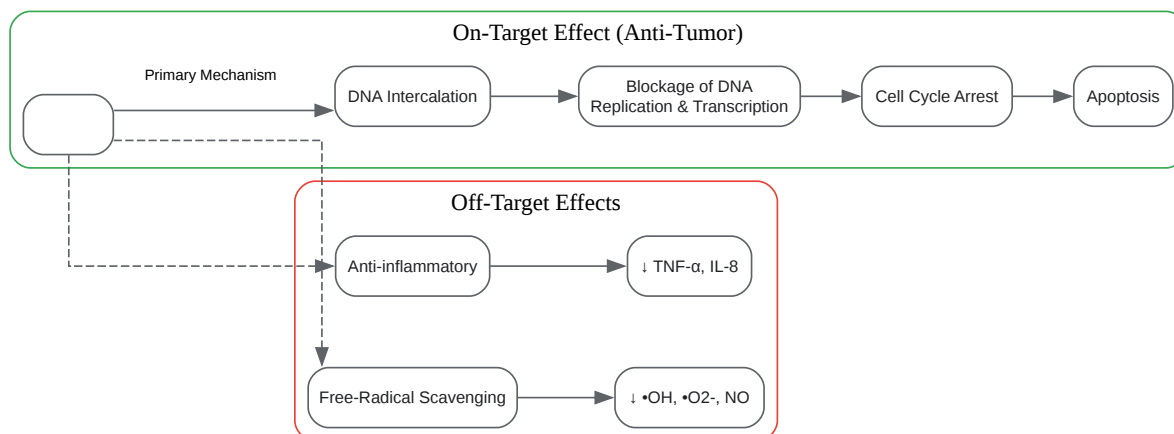 On-Target Effect (Anti-Tumor)
Primary Mechanism
DNA Intercalation
Blockage of DNA
Replication & Transcription
Cell Cycle Arrest
Apoptosis
Off-Target Effects
Anti-inflammatory
↓ TNF-α, IL-8
Free-Radical Scavenging
↓ •OH, •O2-, NO